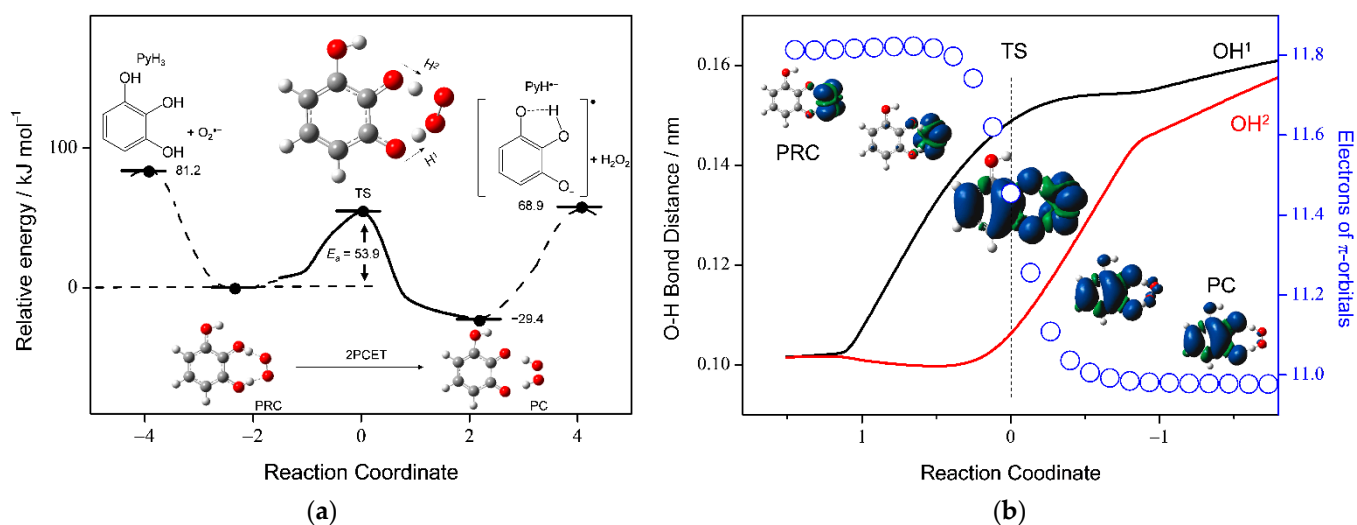 PyH₃
OH
OH
OH
+ O₂•−
81.2
H²
H¹
TS
Eₐ = 53.9
PyH•−
O
H
O
O−
•
+ H₂O₂
68.9
−29.4
2PCET
PRC
PC
100
0
−4
−2
0
2
4
Relative energy / kJ mol⁻¹
Reaction Coordinate
(a)
TS
OH¹
OH²
PRC
PC
0.16
0.14
0.12
0.10
1
0
−1
11.8
11.6
11.4
11.2
11.0
O-H Bond Distance / nm
Electrons of π-orbitals
Reaction Coodinate
(b)